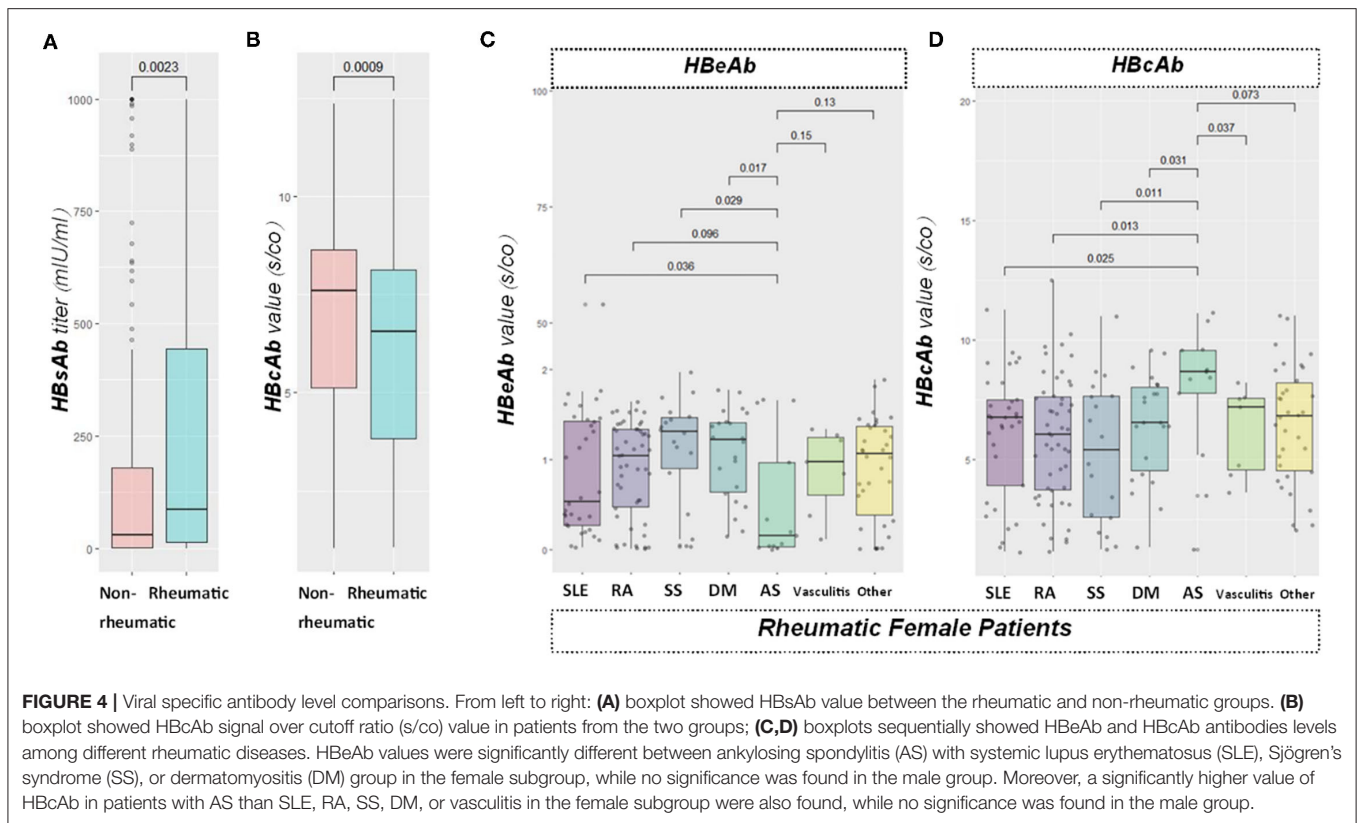 A
0.0023
1000
750
500
250
0
HBsAb titer (mIU/ml)
Non-
rheumatic
Rheumatic
B
0.0009
10
5
HBcAb value (s/co)
Non-
rheumatic
Rheumatic
C
HBeAb
100
75
50
2
1
0
HBeAb value (s/co)
0.13
0.15
0.017
0.029
0.096
0.036
SLE RA SS DM AS Vasculitis Other
D
HBcAb
20
15
10
5
HBcAb value (s/co)
0.073
0.037
0.031
0.011
0.013
0.025
SLE RA SS DM AS Vasculitis Other
Rheumatic Female Patients
FIGURE 4 | Viral specific antibody level comparisons. From left to right: (A) boxplot showed HBsAb value between the rheumatic and non-rheumatic groups. (B)
boxplot showed HBcAb signal over cutoff ratio (s/co) value in patients from the two groups; (C,D) boxplots sequentially showed HBeAb and HBcAb antibodies levels
among different rheumatic diseases. HBeAb values were significantly different between ankylosing spondylitis (AS) with systemic lupus erythematosus (SLE), Sjögren's
syndrome (SS), or dermatomyositis (DM) group in the female subgroup, while no significance was found in the male group. Moreover, a significantly higher value of
HBcAb in patients with AS than SLE, RA, SS, DM, or vasculitis in the female subgroup were also found, while no significance was found in the male group.